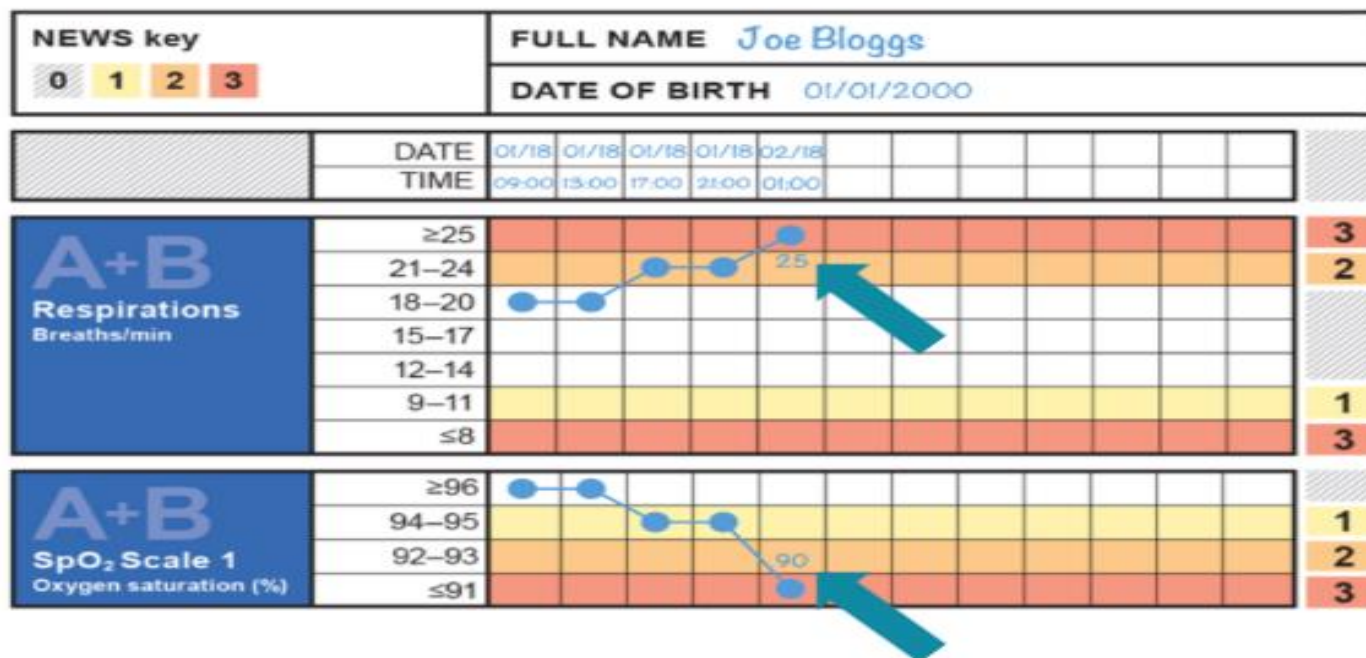 NEWS key
0 1 2 3
FULL NAME Joe Bloggs
DATE OF BIRTH 01/01/2000
DATE 01/18 01/18 01/18 01/18 02/18
TIME 09:00 13:00 17:00 21:00 01:00
A+B
Respirations
Breaths/min
≥25 3
21–24 25 2
18–20
15–17
12–14
9–11 1
≤8 3
A+B
SpO₂ Scale 1
Oxygen saturation (%)
≥96
94–95 1
92–93 90 2
≤91 3